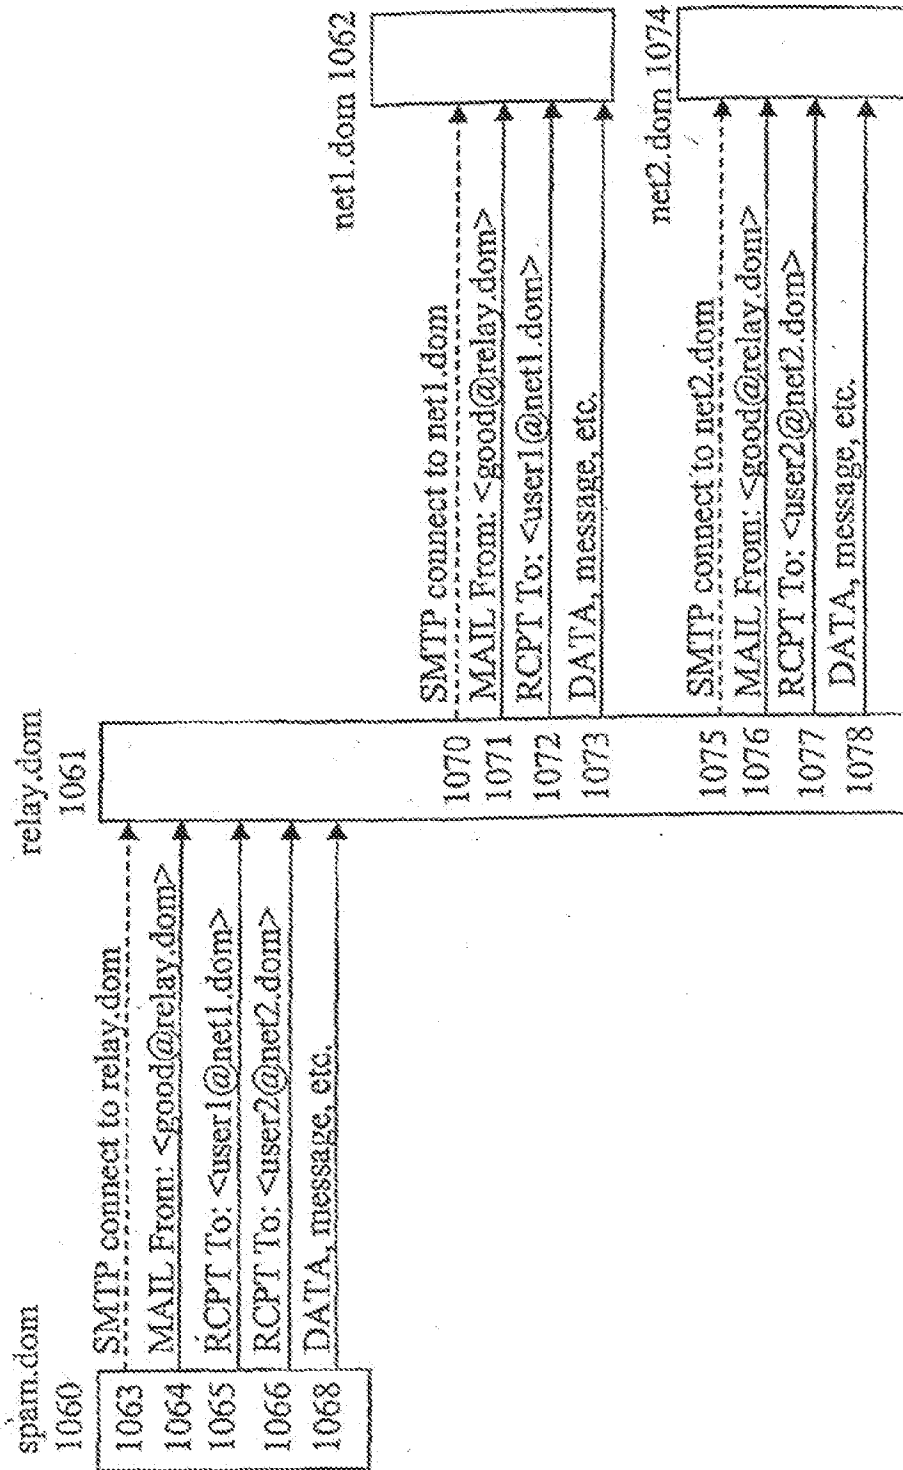 spam.dom
1060
1063 SMTP connect to relay.dom
1064 MAIL From: <good@relay.dom>
1065 RCPT To: <user1@net1.dom>
1066 RCPT To: <user2@net2.dom>
1068 DATA, message, etc.
relay.dom
1061
net1.dom 1062
1070 SMTP connect to net1.dom
1071 MAIL From: <good@relay.dom>
1072 RCPT To: <user1@net1.dom>
1073 DATA, message, etc.
net2.dom 1074
1075 SMTP connect to net2.dom
1076 MAIL From: <good@relay.dom>
1077 RCPT To: <user2@net2.dom>
1078 DATA, message, etc.